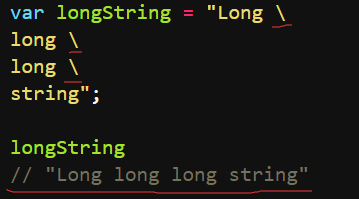 var longString = "Long \
long \
long \
string";
longString
// "Long long long string"